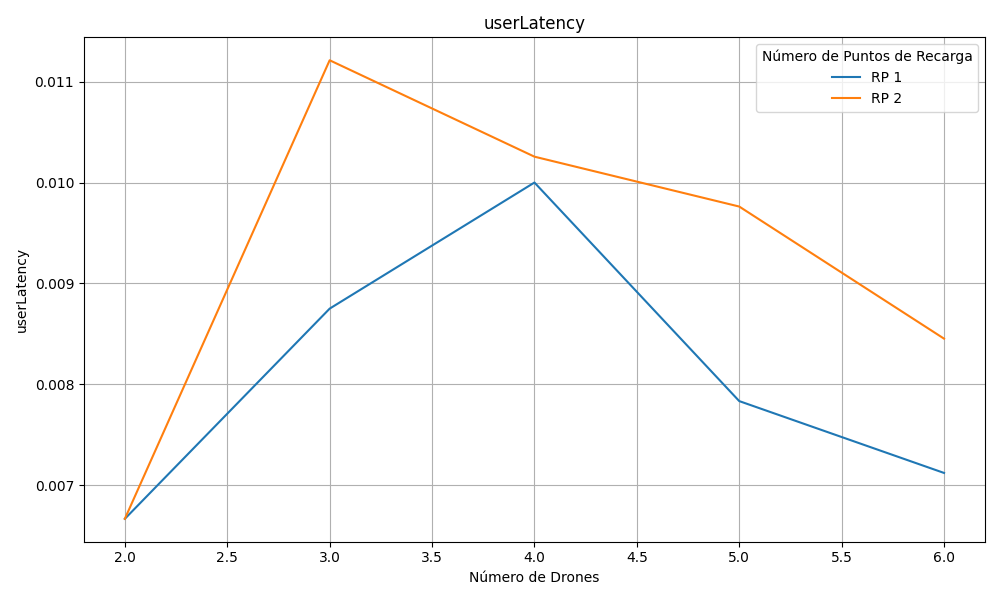 userLatency
Número de Puntos de Recarga
RP 1
RP 2
userLatency
0.011
0.010
0.009
0.008
0.007
2.0 2.5 3.0 3.5 4.0 4.5 5.0 5.5 6.0
Número de Drones